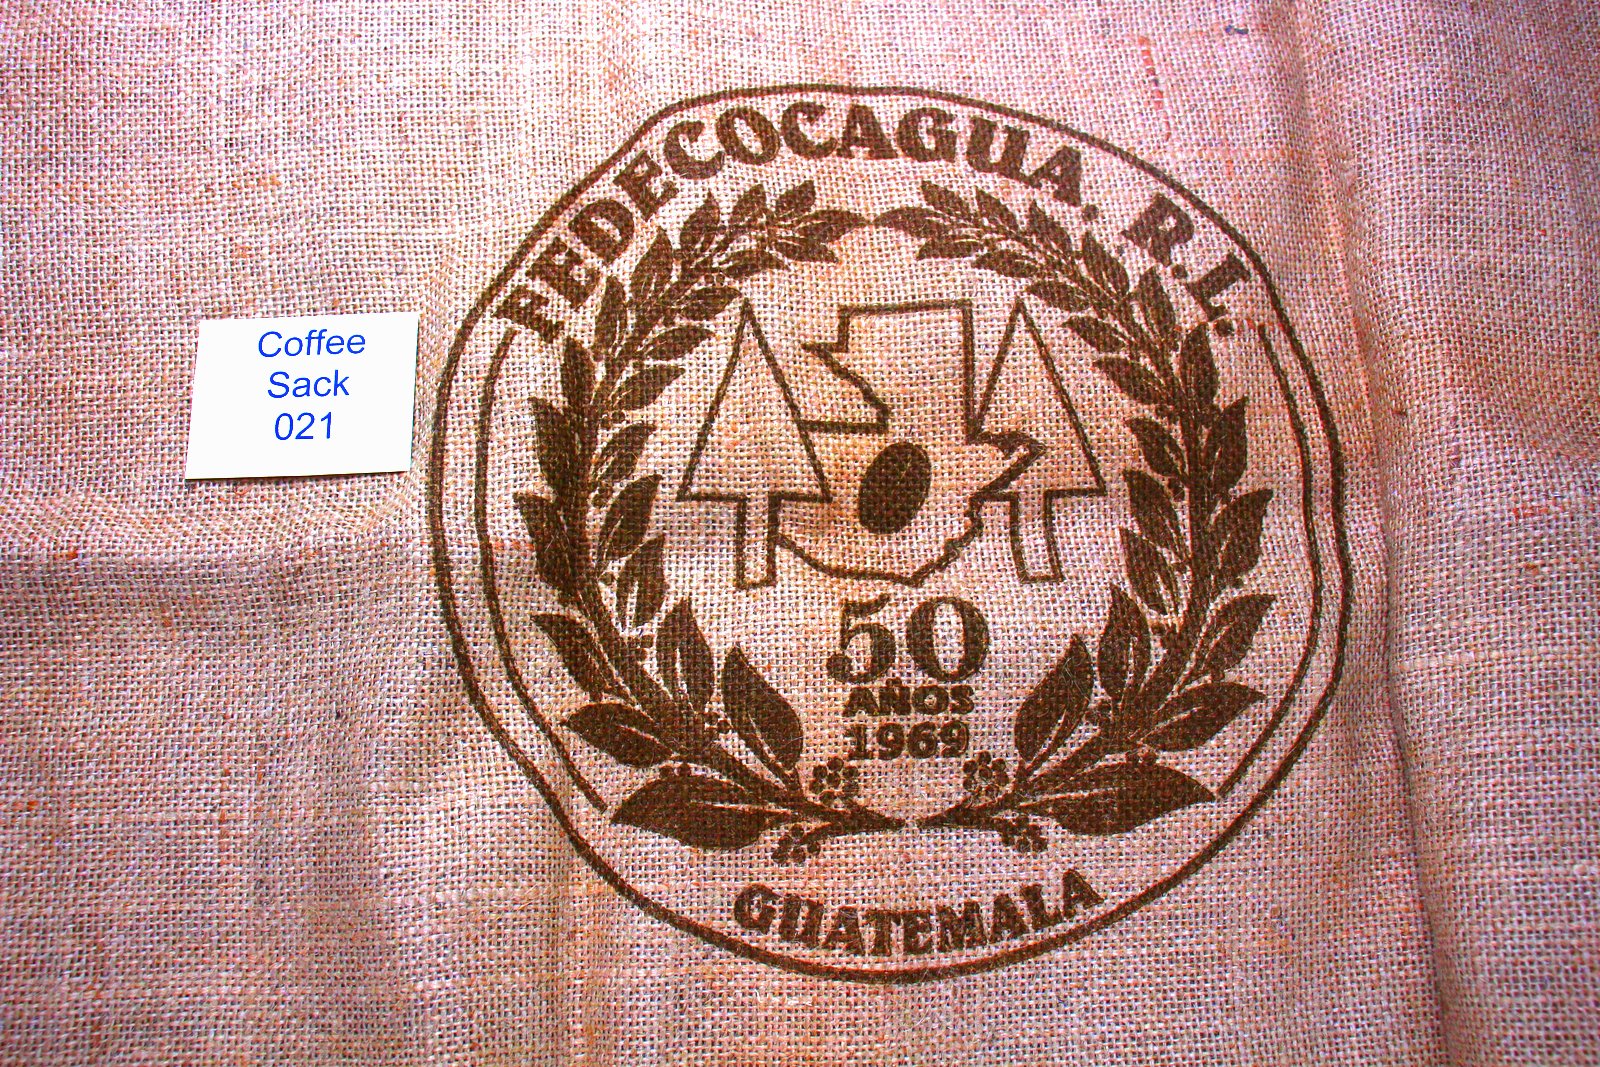 Coffee
Sack
021
FEDECOCAGUA, R.L.
50
AÑOS
1969
GUATEMALA